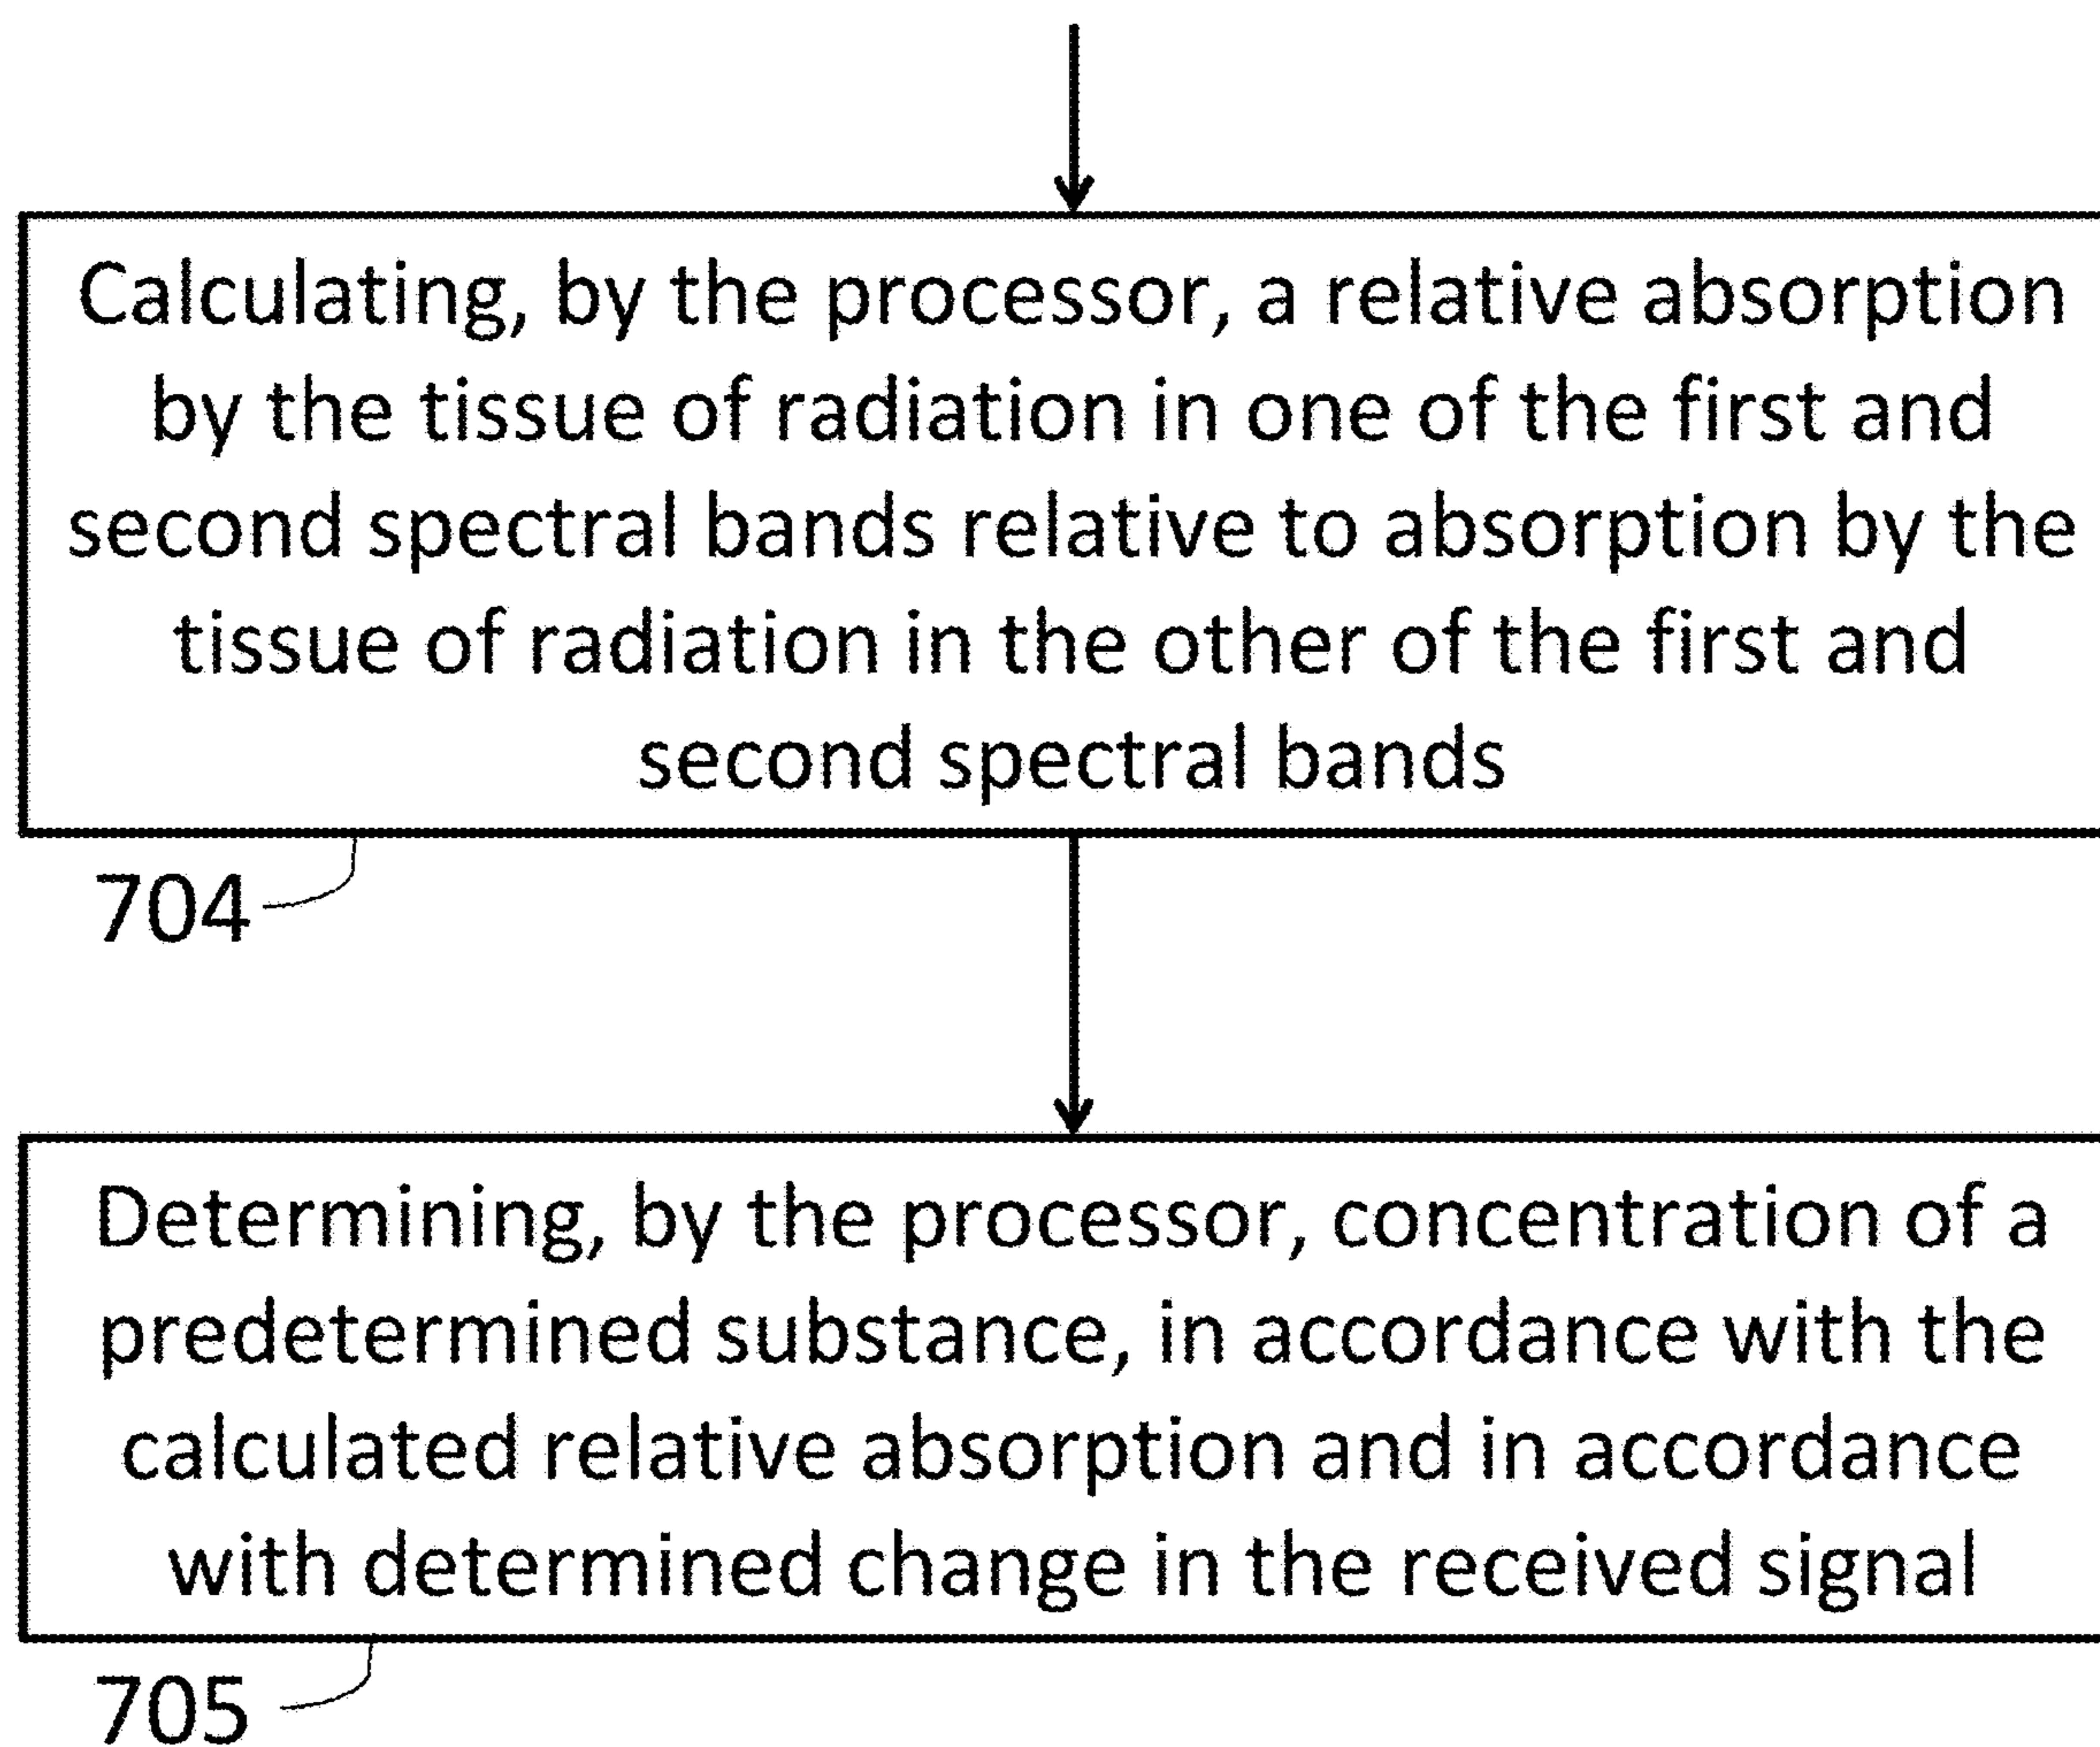 Calculating, by the processor, a relative absorption
by the tissue of radiation in one of the first and
second spectral bands relative to absorption by the
tissue of radiation in the other of the first and
second spectral bands
704
Determining, by the processor, concentration of a
predetermined substance, in accordance with the
calculated relative absorption and in accordance
with determined change in the received signal
705